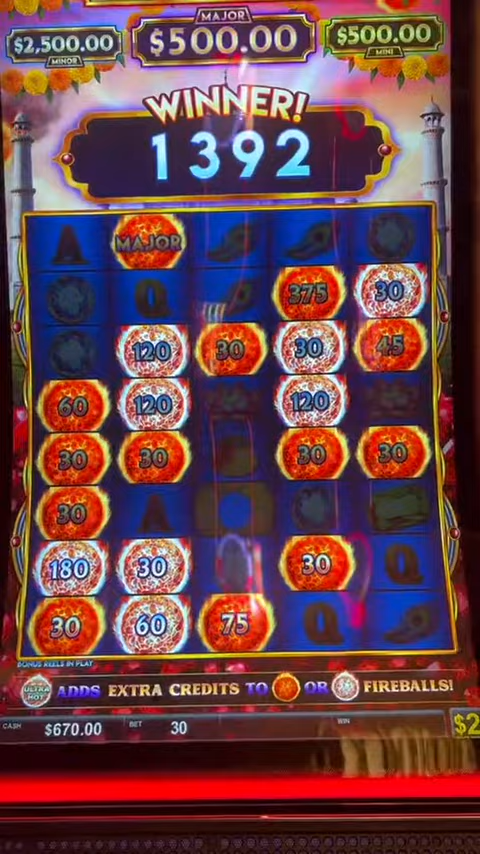 MAJOR
$2,500.00 $500.00 $500.00
MINOR MINI
WINNER!
1392
A MAJOR
375 30
Q
120 30 30 45
60 120 120
30 30 30 30
30 A
180 30 30 Q
30 60 75 Q
BONUS REELS IN PLAY
ULTRA HOT ADDS EXTRA CREDITS TO OR FIREBALLS!
CASH $670.00 BET 30 WIN $2